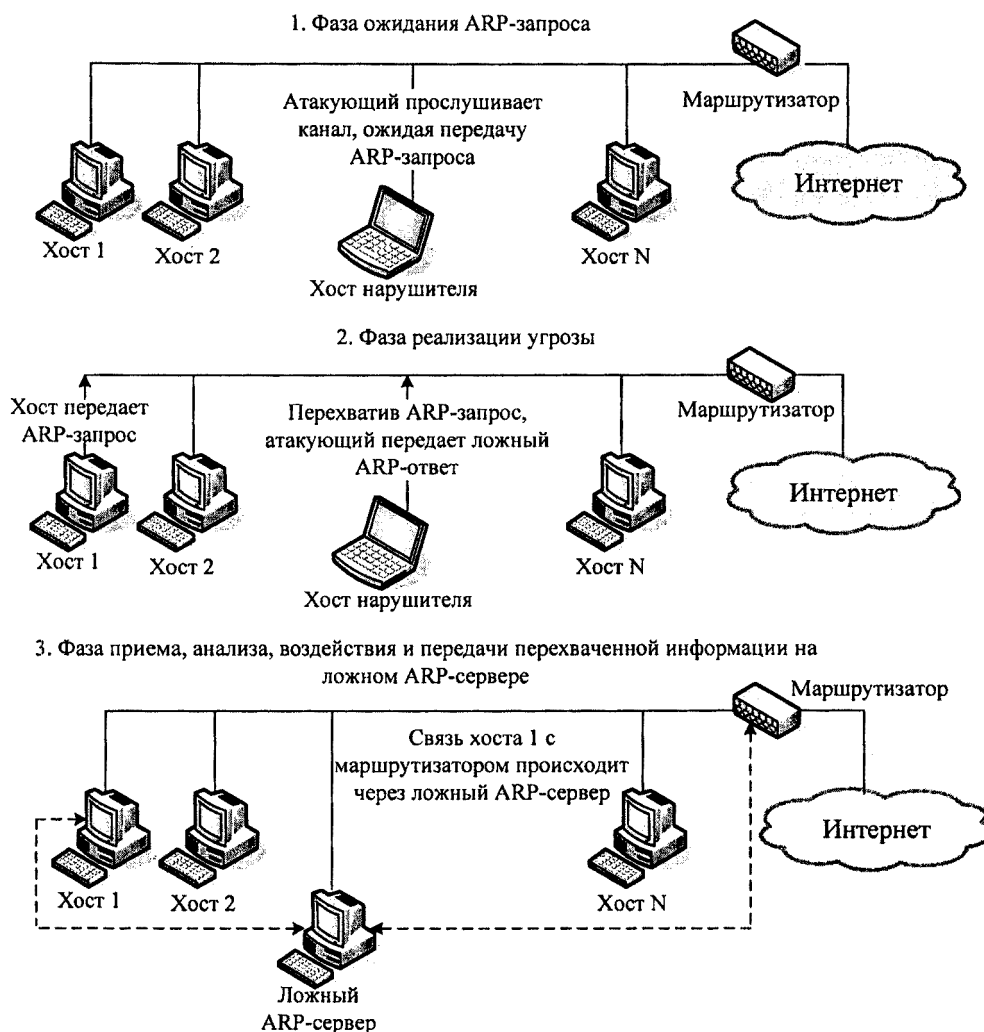 1. Фаза ожидания ARP-запроса
Маршрутизатор
Атакующий прослушивает
канал, ожидая передачу
ARP-запроса
Интернет
Хост 1
Хост 2
Хост N
Хост нарушителя
2. Фаза реализации угрозы
Хост передает
ARP-запрос
Перехватив ARP-запрос,
атакующий передает ложный
ARP-ответ
Маршрутизатор
Интернет
Хост 1
Хост 2
Хост N
Хост нарушителя
3. Фаза приема, анализа, воздействия и передачи перехваченной информации на
ложном ARP-сервере
Маршрутизатор
Связь хоста 1 с
маршрутизатором происходит
через ложный ARP-сервер
Интернет
Хост 1
Хост 2
Хост N
Ложный
ARP-сервер